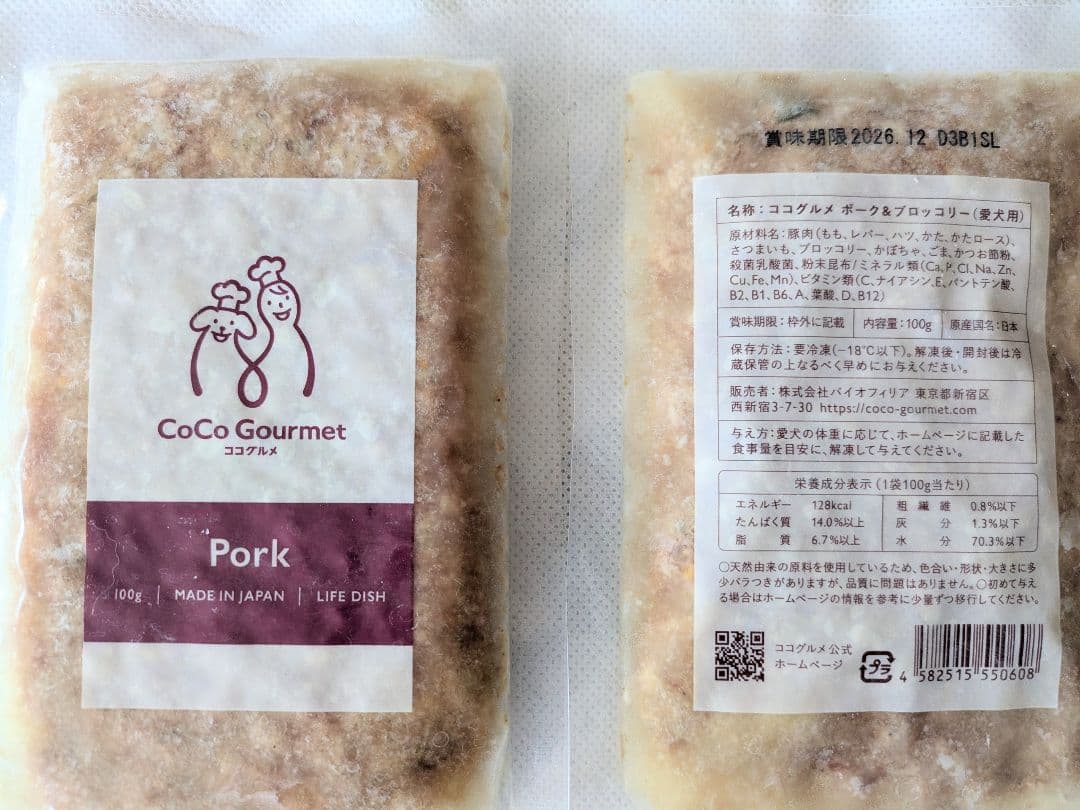 CoCo Gourmet
ココグルメ
Pork
100g | MADE IN JAPAN | LIFE DISH
賞味期限2026.12 D3B1SL
名称:ココグルメ ポーク&ブロッコリー(愛犬用)
原材料名:豚肉(もも、レバー、ハツ、かた、かたロース)、
さつまいも、ブロッコリー、かぼちゃ、ごま、かつお節粉、
殺菌乳酸菌、粉末昆布/ミネラル類(Ca,P,Cl,Na,Zn,
Cu,Fe,Mn)、ビタミン類(C、ナイアシン、E、パントテン酸、
B2、B1、B6、A、葉酸、D、B12)
賞味期限:枠外に記載 内容量:100g 原産国名:日本
保存方法:要冷凍(-18℃以下)。解凍後・開封後は冷
蔵保管の上なるべく早めにお与えください。
販売者:株式会社バイオフィリア 東京都新宿区
西新宿3-7-30 https://coco-gourmet.com
与え方:愛犬の体重に応じて、ホームページに記載した
食事量を目安に、解凍して与えてください。
栄養成分表示(1袋100g当たり)
エネルギー 128kcal 粗繊維 0.8%以下
たんぱく質 14.0%以上 灰分 1.3%以下
脂質 6.7%以上 水分 70.3%以下
○天然由来の原料を使用しているため、色合い・形状・大きさに多
少バラつきがありますが、品質に問題はありません。○初めて与え
る場合はホームページの情報を参考に少量ずつ移行してください。
ココグルメ公式
ホームページ
プラ
4 582515 550608